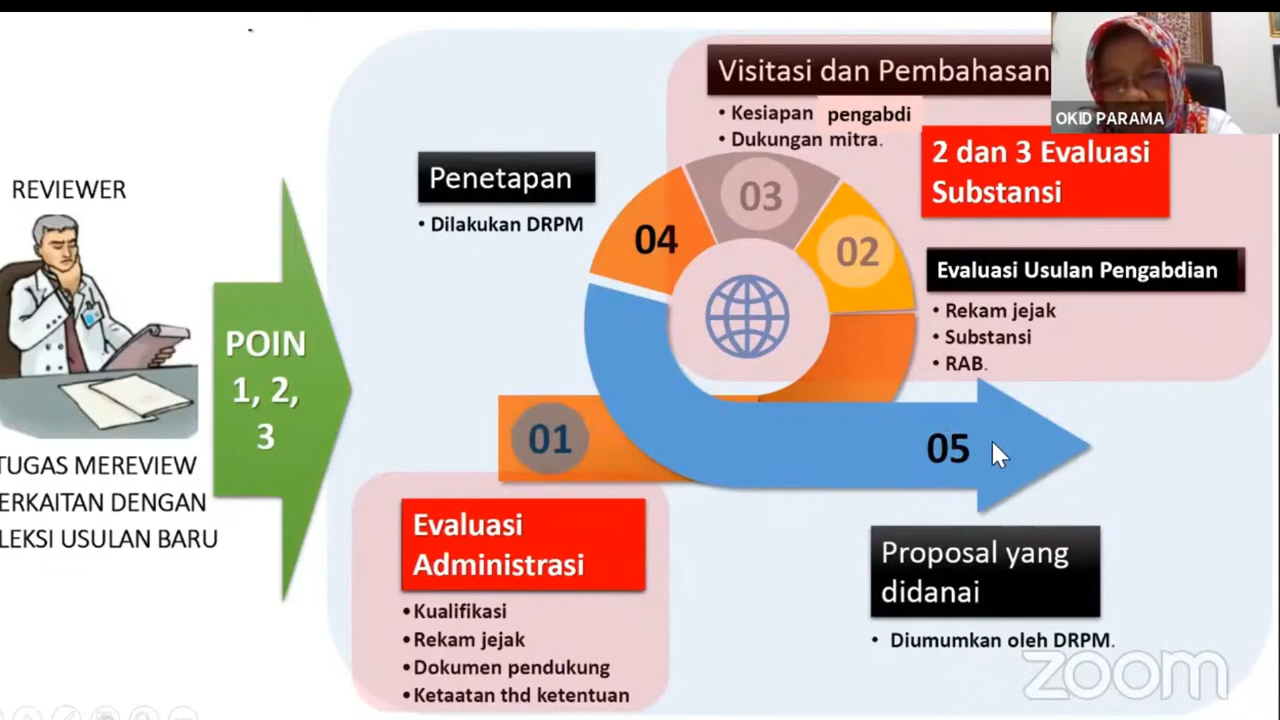 REVIEWER
POIN
1, 2,
3
TUGAS MEREVIEW
ERKAITAN DENGAN
LEKSI USULAN BARU
Visitasi dan Pembahasan
• Kesiapan pengabdi
• Dukungan mitra.
OKID PARAMA
2 dan 3 Evaluasi
Substansi
Penetapan
• Dilakukan DRPM
03
04
02
Evaluasi Usulan Pengabdian
• Rekam jejak
• Substansi
• RAB.
01
05
Evaluasi
Administrasi
• Kualifikasi
• Rekam jejak
• Dokumen pendukung
• Ketaatan thd ketentuan
Proposal yang
didanai
• Diumumkan oleh DRPM.
zoom